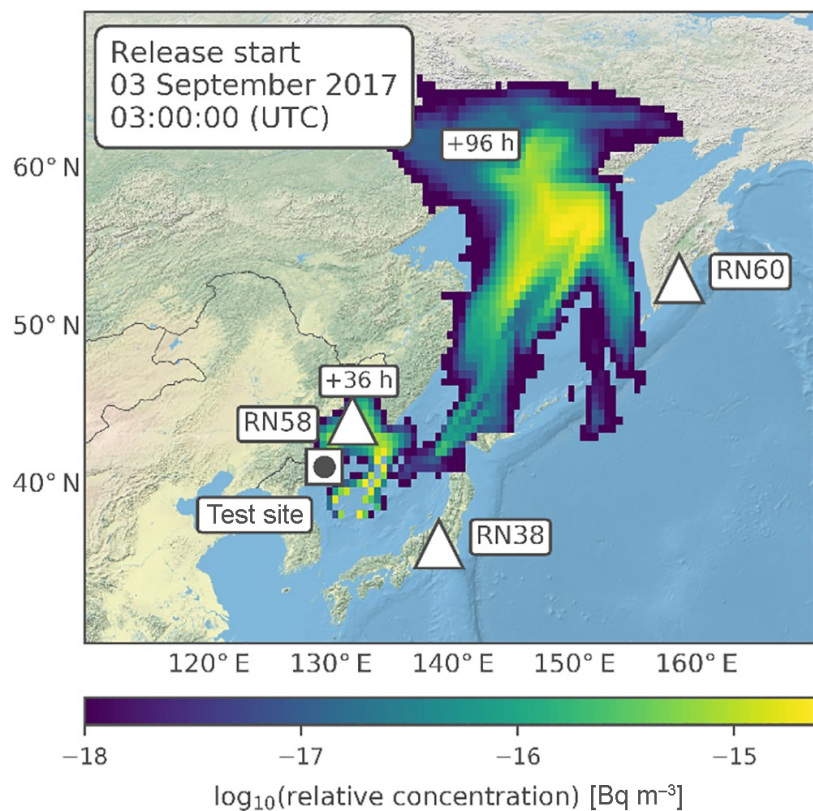 Release start
03 September 2017
03:00:00 (UTC)
+96 h
60° N
RN60
50° N
+36 h
RN58
40° N
Test site
RN38
120° E
130° E
140° E
150° E
160° E
−18
−17
−16
−15
log₁₀(relative concentration) [Bq m⁻³]